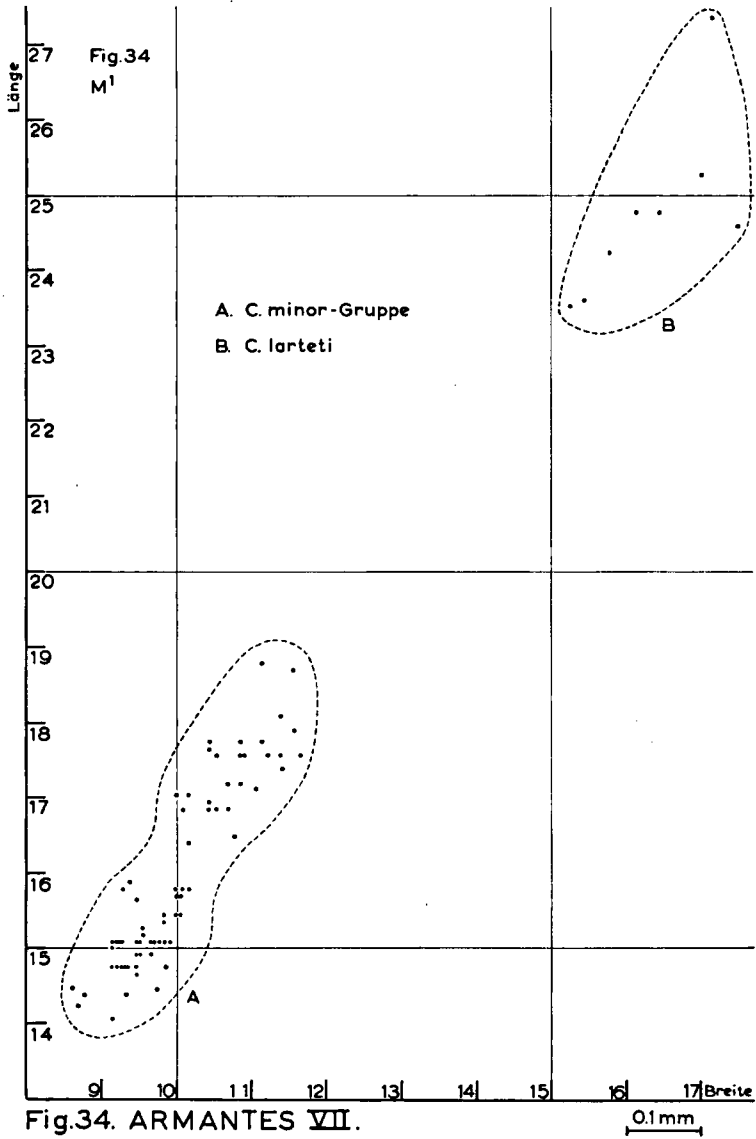 Länge
27
Fig.34
M¹
26
25
24
A. C. minor-Gruppe
23
B
B. C. larteti
22
21
20
19
18
17
16
15
A
14
9
10
11
12
13
14
15
16
17
Breite
Fig.34. ARMANTES VII.
0.1 mm